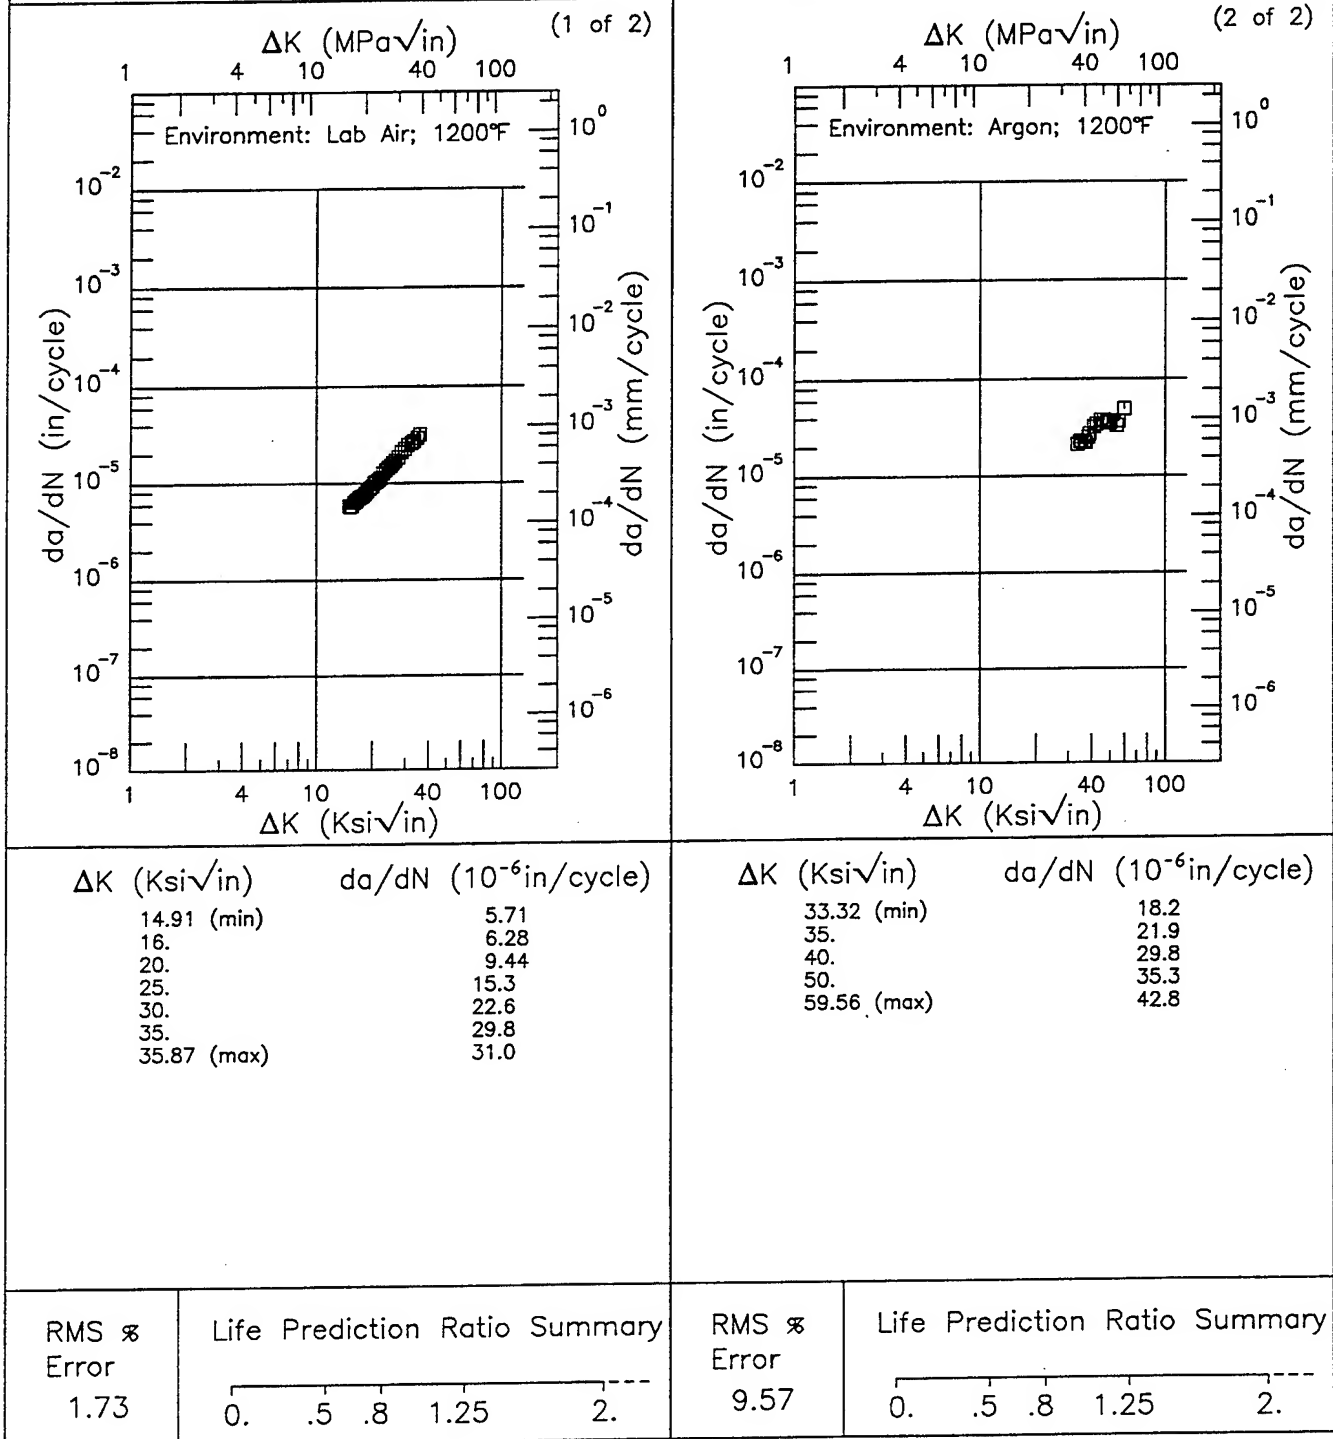 (1 of 2)
ΔK (MPa√in)
1 4 10 40 100
Environment: Lab Air; 1200°F
10⁰
10⁻¹
10⁻²
10⁻³
10⁻⁴
10⁻⁵
10⁻⁶
da/dN (mm/cycle)
10⁻²
10⁻³
10⁻⁴
10⁻⁵
10⁻⁶
10⁻⁷
10⁻⁸
da/dN (in/cycle)
1 4 10 40 100
ΔK (Ksi√in)
ΔK (Ksi√in) da/dN (10⁻⁶in/cycle)
14.91 (min) 5.71
16. 6.28
20. 9.44
25. 15.3
30. 22.6
35. 29.8
35.87 (max) 31.0
RMS % Error
1.73
Life Prediction Ratio Summary
0. .5 .8 1.25 2.
(2 of 2)
ΔK (MPa√in)
1 4 10 40 100
Environment: Argon; 1200°F
10⁰
10⁻¹
10⁻²
10⁻³
10⁻⁴
10⁻⁵
10⁻⁶
da/dN (mm/cycle)
10⁻²
10⁻³
10⁻⁴
10⁻⁵
10⁻⁶
10⁻⁷
10⁻⁸
da/dN (in/cycle)
1 4 10 40 100
ΔK (Ksi√in)
ΔK (Ksi√in) da/dN (10⁻⁶in/cycle)
33.32 (min) 18.2
35. 21.9
40. 29.8
50. 35.3
59.56 (max) 42.8
RMS % Error
9.57
Life Prediction Ratio Summary
0. .5 .8 1.25 2.